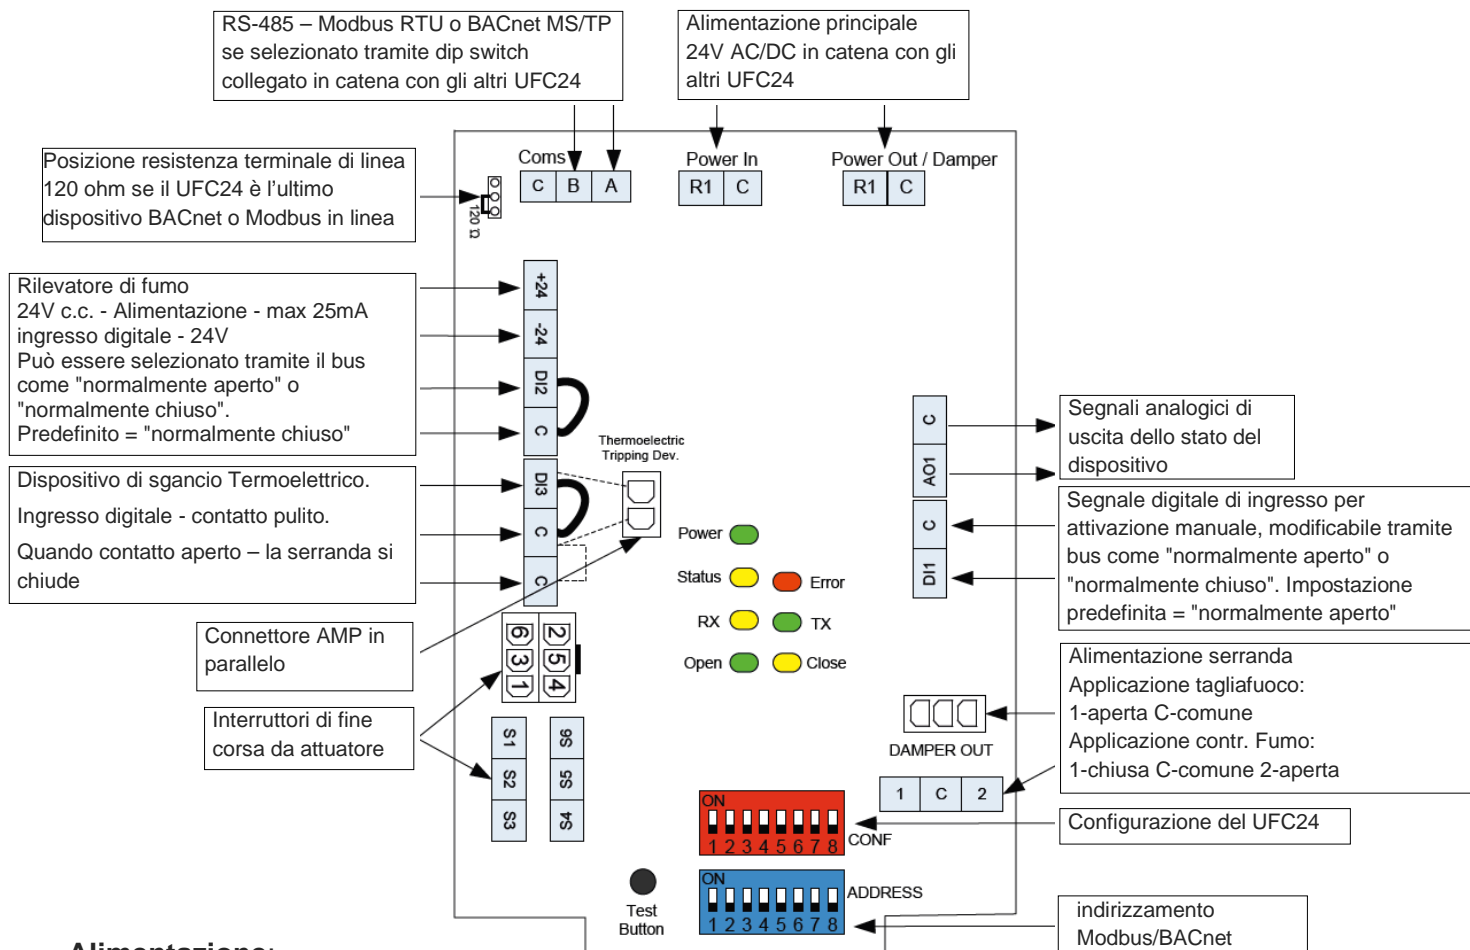 RS-485 – Modbus RTU o BACnet MS/TP
se selezionato tramite dip switch
collegato in catena con gli altri UFC24
Alimentazione principale
24V AC/DC in catena con gli
altri UFC24
Posizione resistenza terminale di linea
120 ohm se il UFC24 è l'ultimo
dispositivo BACnet o Modbus in linea
Coms
C B A
Power In
R1 C
Power Out / Damper
R1 C
120 Ω
Rilevatore di fumo
24V c.c. - Alimentazione - max 25mA
ingresso digitale - 24V
Può essere selezionato tramite il bus
come "normalmente aperto" o
"normalmente chiuso".
Predefinito = "normalmente chiuso"
+24
-24
DI2
C
Dispositivo di sgancio Termoelettrico.
Ingresso digitale - contatto pulito.
Quando contatto aperto – la serranda si
chiude
DI3
C
C
Thermoelectric
Tripping Dev.
Connettore AMP in
parallelo
Interruttori di fine
corsa da attuatore
6 2
3 5
1 4
S1 S6
S2 S5
S3 S4
Power
Status
Error
RX
TX
Open
Close
C
AO1
C
DI1
Segnali analogici di
uscita dello stato del
dispositivo
Segnale digitale di ingresso per
attivazione manuale, modificabile tramite
bus come "normalmente aperto" o
"normalmente chiuso". Impostazione
predefinita = "normalmente aperto"
Alimentazione serranda
Applicazione tagliafuoco:
1-aperta C-comune
Applicazione contr. Fumo:
1-chiusa C-comune 2-aperta
DAMPER OUT
1 C 2
ON
1 2 3 4 5 6 7 8
CONF
Configurazione del UFC24
ON
1 2 3 4 5 6 7 8
ADDRESS
indirizzamento
Modbus/BACnet
Test
Button
Alimentazione: